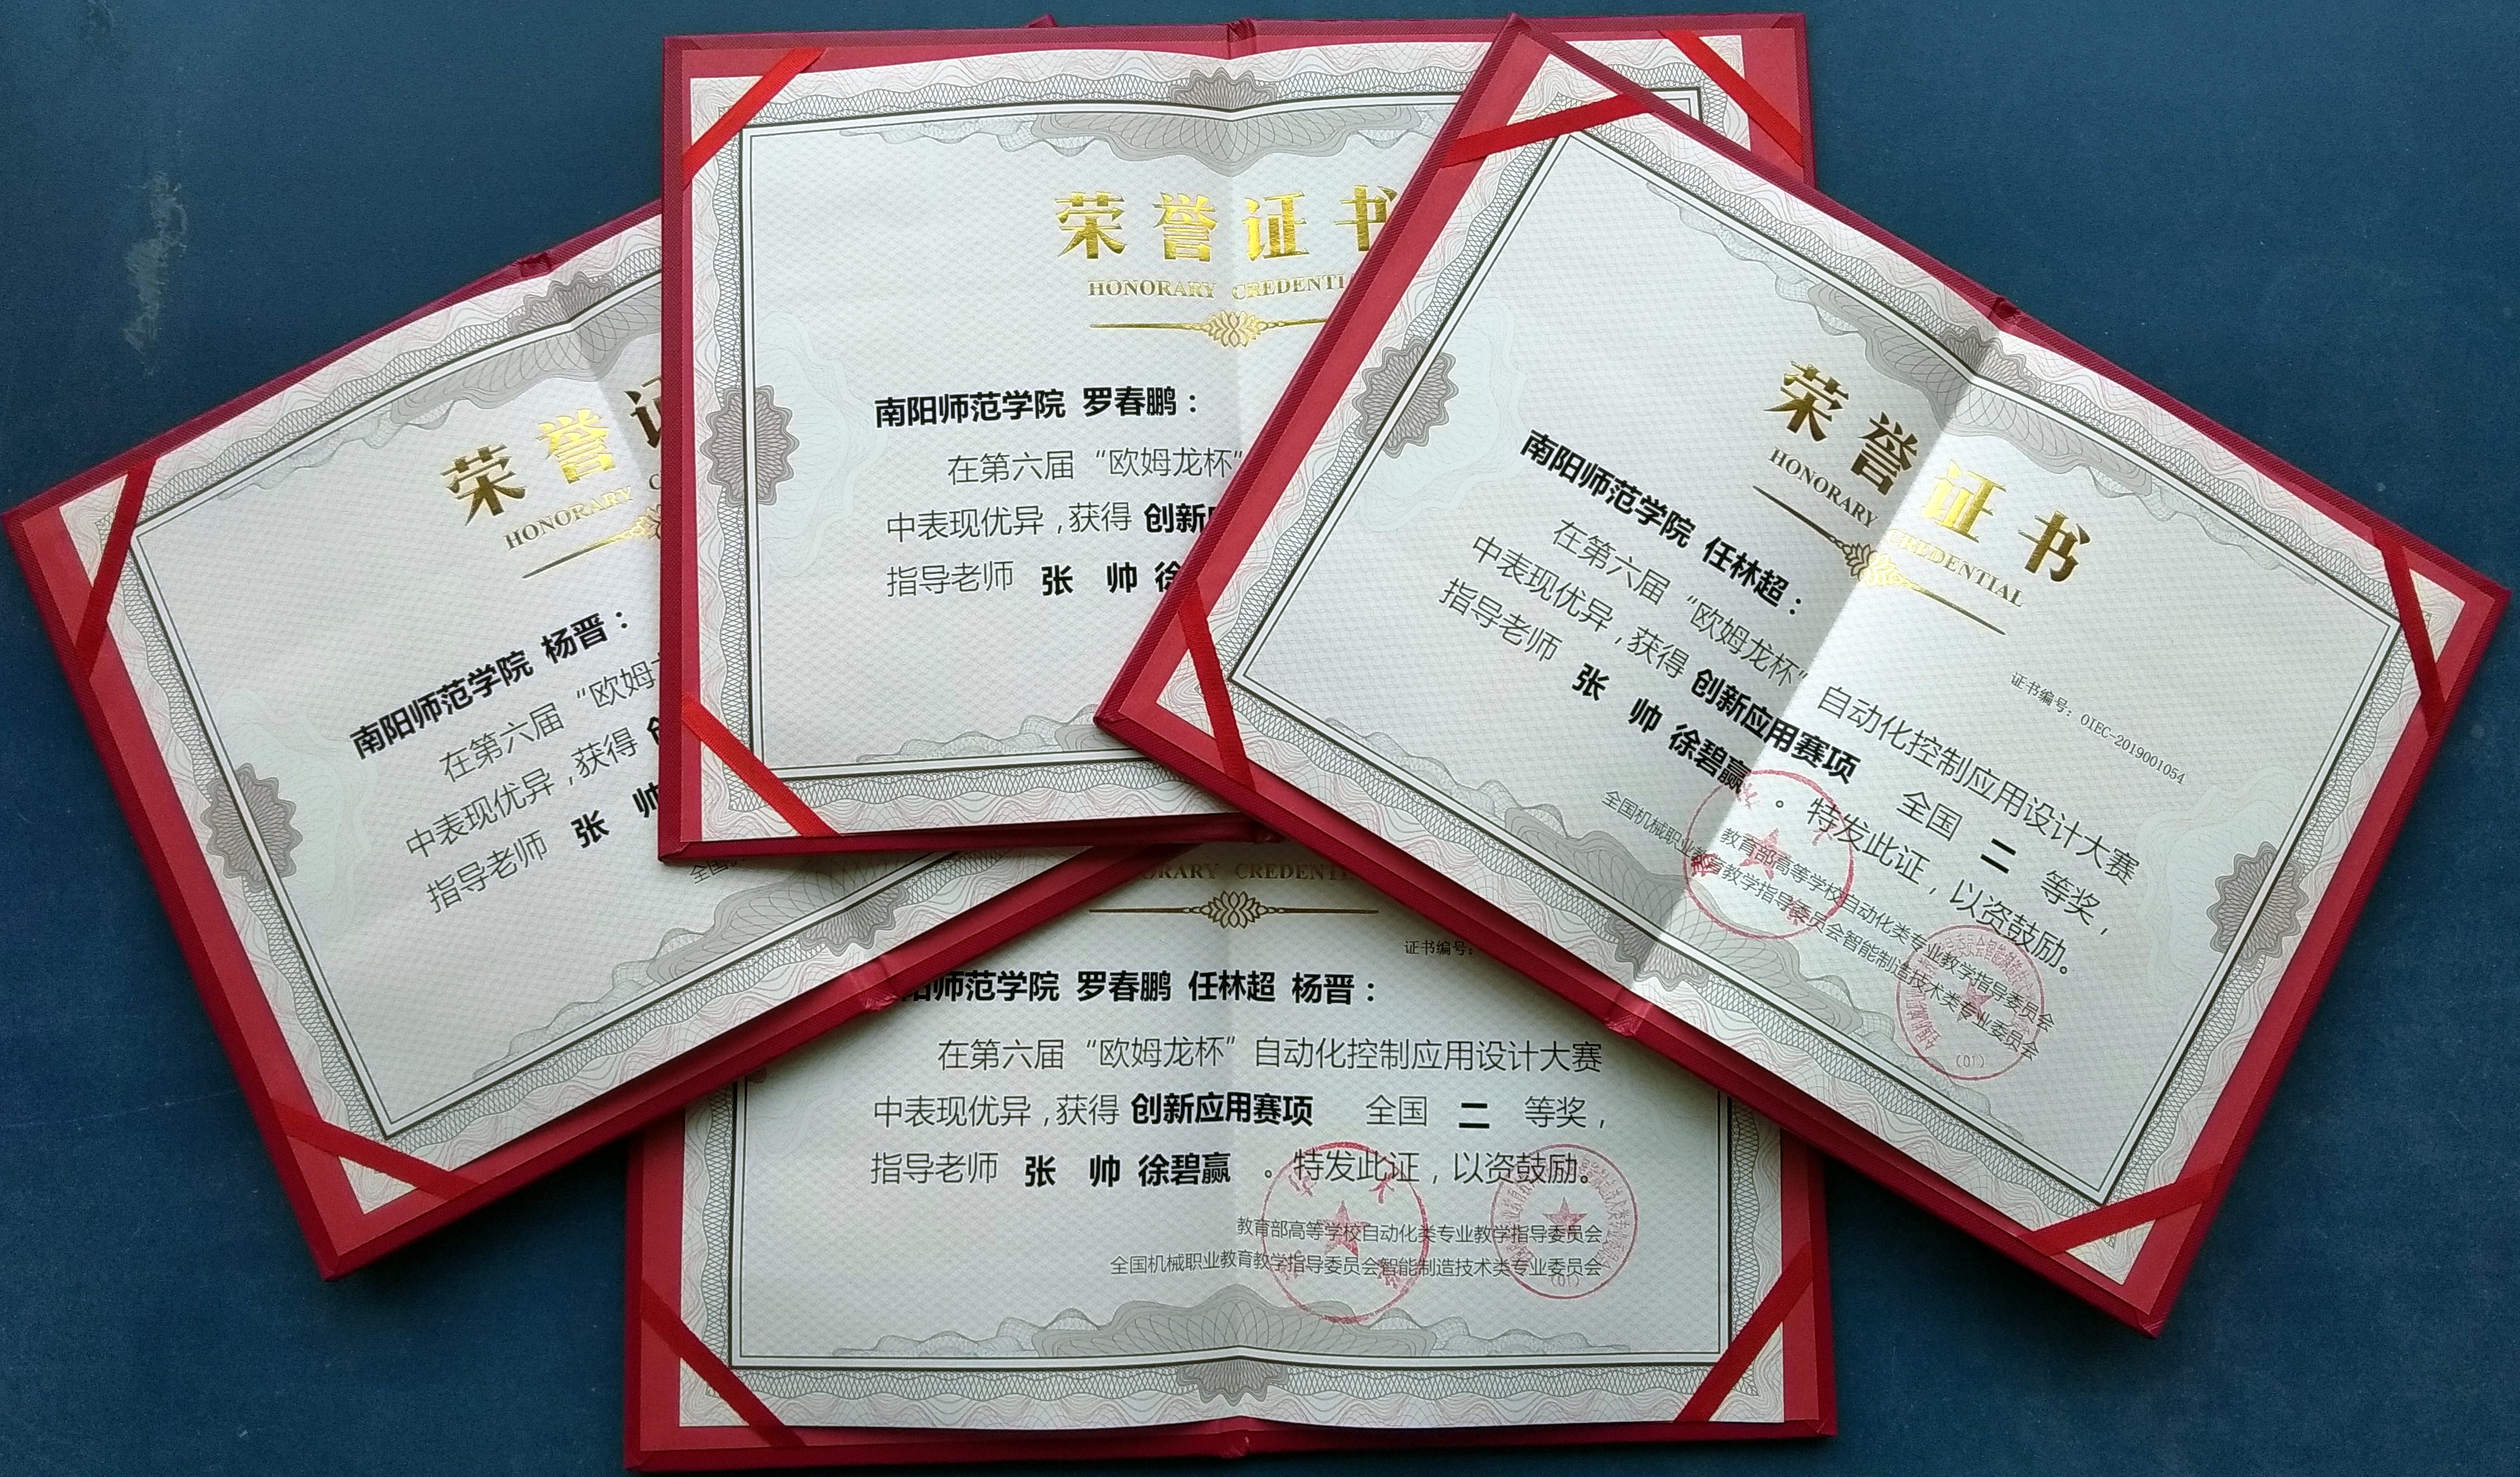 荣誉证
HONORARY
南阳师范学院 杨晋：
在第六届“欧姆
中表现优异，获得
指导老师 张 帅
全国
荣誉证书
HONORARY CREDENTI
南阳师范学院 罗春鹏：
在第六届“欧姆龙杯”
中表现优异，获得 创新
指导老师 张 帅 徐
荣誉证书
HONORARY CREDENTIAL
证书编号：OIEC-2019001054
南阳师范学院 任林超：
在第六届“欧姆龙杯”自动化控制应用设计大赛
中表现优异，获得 创新应用赛项 全国 二 等奖，
指导老师 张 帅 徐碧赢 。特发此证，以资鼓励。
教育部高等学校自动化类专业教学指导委员会
全国机械职业教育教学指导委员会智能制造技术类专业委员会
(01)
ORARY CREDENTI
证书编号：
阳师范学院 罗春鹏 任林超 杨晋：
在第六届“欧姆龙杯”自动化控制应用设计大赛
中表现优异，获得 创新应用赛项 全国 二 等奖，
指导老师 张 帅 徐碧赢 。特发此证，以资鼓励。
教育部高等学校自动化类专业教学指导委员会
全国机械职业教育教学指导委员会智能制造技术类专业委员会
(01)